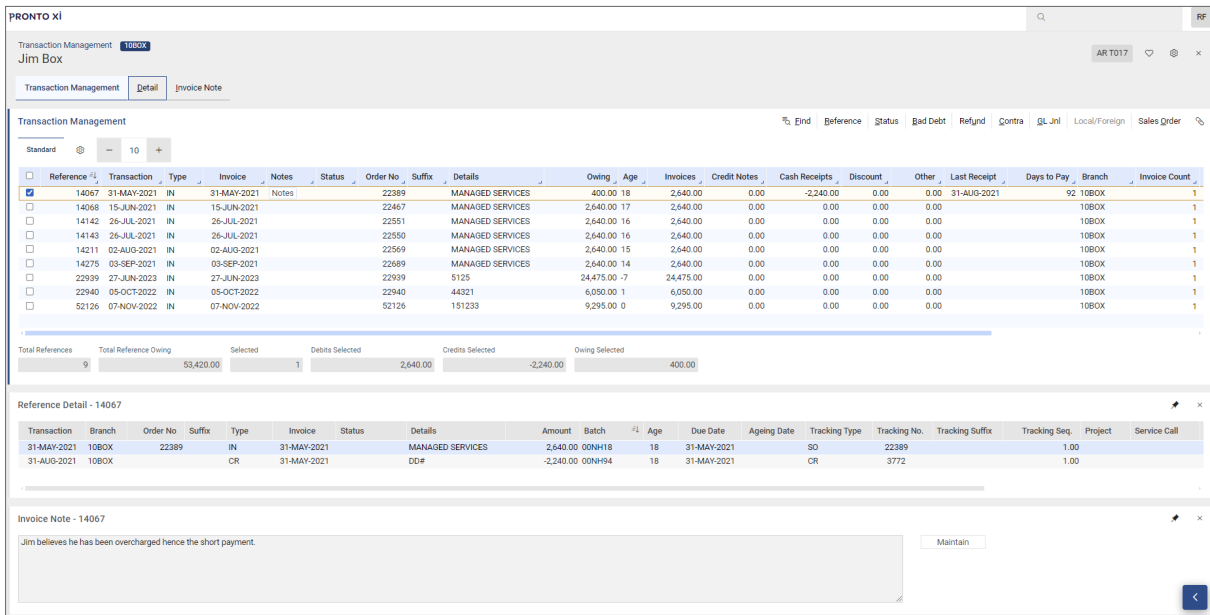 PRONTO XI
RF
Transaction Management 10BOX
Jim Box
AR T017
Transaction Management Detail Invoice Note
Transaction Management
Find Reference Status Bad Debt Refund Contra GL Jnl Local/Foreign Sales Order
Standard 10
Reference Transaction Type Invoice Notes Status Order No Suffix Details Owing Age Invoices Credit Notes Cash Receipts Discount Other Last Receipt Days to Pay Branch Invoice Count
14067 31-MAY-2021 IN 31-MAY-2021 Notes 22389 MANAGED SERVICES 400.00 18 2,640.00 0.00 -2,240.00 0.00 0.00 31-AUG-2021 92 10BOX 1
14068 15-JUN-2021 IN 15-JUN-2021 22467 MANAGED SERVICES 2,640.00 17 2,640.00 0.00 0.00 0.00 0.00 10BOX 1
14142 26-JUL-2021 IN 26-JUL-2021 22551 MANAGED SERVICES 2,640.00 16 2,640.00 0.00 0.00 0.00 0.00 10BOX 1
14143 26-JUL-2021 IN 26-JUL-2021 22550 MANAGED SERVICES 2,640.00 16 2,640.00 0.00 0.00 0.00 0.00 10BOX 1
14211 02-AUG-2021 IN 02-AUG-2021 22569 MANAGED SERVICES 2,640.00 15 2,640.00 0.00 0.00 0.00 0.00 10BOX 1
14275 03-SEP-2021 IN 03-SEP-2021 22689 MANAGED SERVICES 2,640.00 14 2,640.00 0.00 0.00 0.00 0.00 10BOX 1
22939 27-JUN-2023 IN 27-JUN-2023 22939 5125 24,475.00 -7 24,475.00 0.00 0.00 0.00 0.00 10BOX 1
22940 05-OCT-2022 IN 05-OCT-2022 22940 44321 6,050.00 1 6,050.00 0.00 0.00 0.00 0.00 10BOX 1
52126 07-NOV-2022 IN 07-NOV-2022 52126 151233 9,295.00 0 9,295.00 0.00 0.00 0.00 0.00 10BOX 1
Total References Total Reference Owing Selected Debits Selected Credits Selected Owing Selected
9 53,420.00 1 2,640.00 -2,240.00 400.00
Reference Detail - 14067
Transaction Branch Order No Suffix Type Invoice Status Details Amount Batch Age Due Date Ageing Date Tracking Type Tracking No. Tracking Suffix Tracking Seq. Project Service Call
31-MAY-2021 10BOX 22389 IN 31-MAY-2021 MANAGED SERVICES 2,640.00 00NH18 18 31-MAY-2021 SO 22389 1.00
31-AUG-2021 10BOX CR 31-MAY-2021 DD# -2,240.00 00NH94 18 31-MAY-2021 CR 3772 1.00
Invoice Note - 14067
Jim believes he has been overcharged hence the short payment.
Maintain